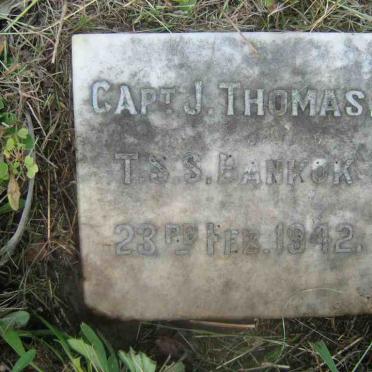 CAPT. J. THOMAS.
T.S.S. BANKOK
23RD FEB. 1942.